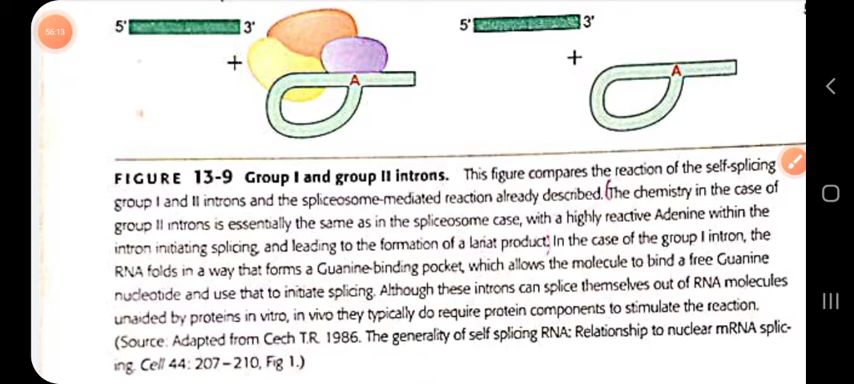 56:13
5' 3' 5' 3'
+ +
A A
FIGURE 13-9 Group I and group II introns. This figure compares the reaction of the self-splicing
group I and II introns and the spliceosome-mediated reaction already described. (The chemistry in the case of
group II introns is essentially the same as in the spliceosome case, with a highly reactive Adenine within the
intron initiating splicing, and leading to the formation of a lariat product. In the case of the group I intron, the
RNA folds in a way that forms a Guanine-binding pocket, which allows the molecule to bind a free Guanine
nucleotide and use that to initiate splicing. Although these introns can splice themselves out of RNA molecules
unaided by proteins in vitro, in vivo they typically do require protein components to stimulate the reaction.
(Source: Adapted from Cech T.R. 1986. The generality of self splicing RNA: Relationship to nuclear mRNA splic-
ing. Cell 44: 207–210, Fig 1.)